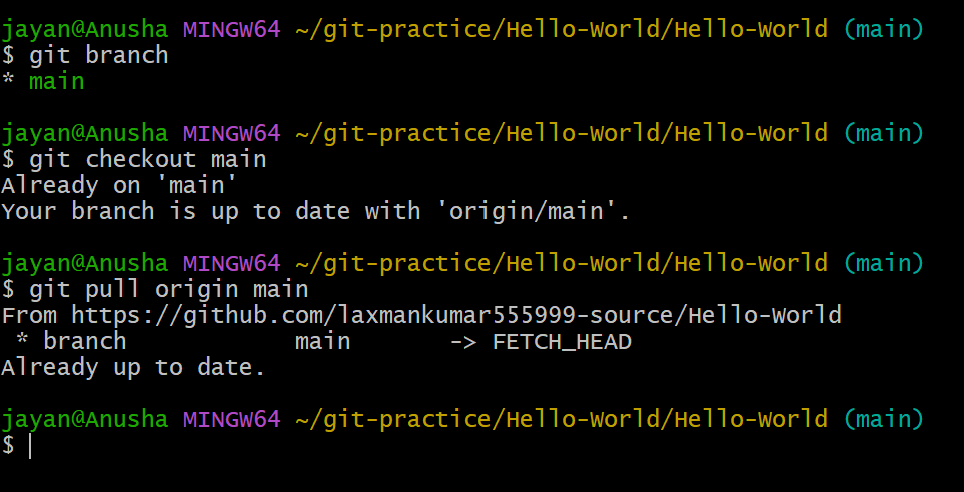 jayan@Anusha MINGW64 ~/git-practice/Hello-World/Hello-World (main)
$ git branch
* main
jayan@Anusha MINGW64 ~/git-practice/Hello-World/Hello-World (main)
$ git checkout main
Already on 'main'
Your branch is up to date with 'origin/main'.
jayan@Anusha MINGW64 ~/git-practice/Hello-World/Hello-World (main)
$ git pull origin main
From https://github.com/laxmankumar555999-source/Hello-World
 * branch            main       -> FETCH_HEAD
Already up to date.
jayan@Anusha MINGW64 ~/git-practice/Hello-World/Hello-World (main)
$